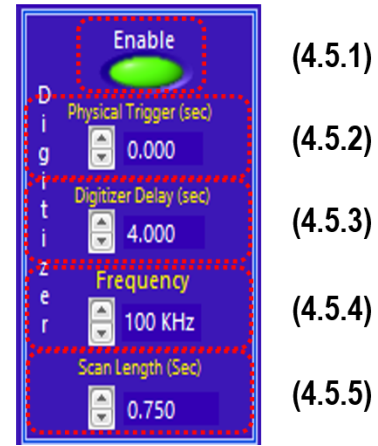 Enable
(4.5.1)
Digitizer
Physical Trigger (sec)
0.000
(4.5.2)
Digitizer Delay (sec)
4.000
(4.5.3)
Frequency
100 KHz
(4.5.4)
Scan Length (Sec)
0.750
(4.5.5)